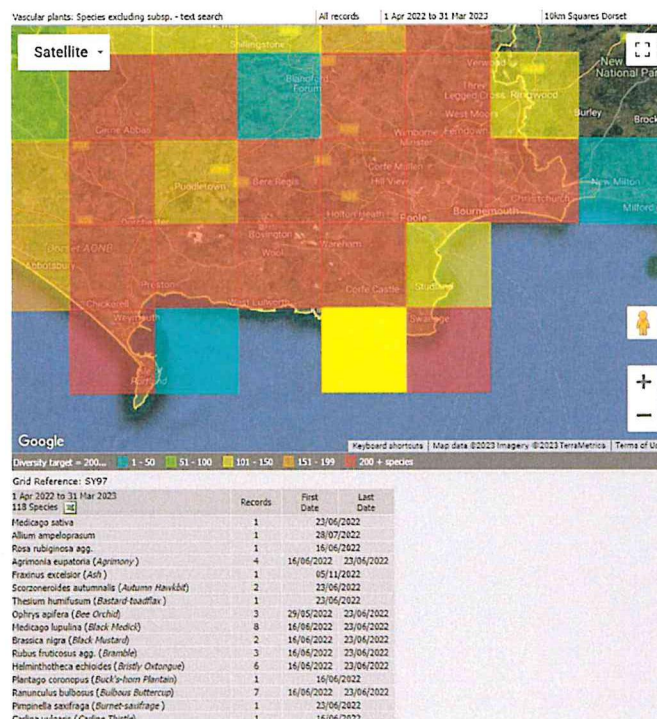 Vascular plants: Species excluding subsp. - text search All records 1 Apr 2022 to 31 Mar 2023 10km Squares Dorset
Satellite
Shillingstone
Blandford Forum
Verwood
Three Legged Cross
Ringwood
New National Par
Burley
Brock
West Moors
Cerne Abbas
Wimborne Minster
Ferndown
Corfe Mullen
Puddletown
Bere Regis
Hill View
Christchurch
New Milton
Dorchester
Holton Heath
Poole
Bournemouth
Milford
Dorset AONB
Bovington
Wareham
Abbotsbury
Wool
Preston
Corfe Castle
Studland
Chickerell
West Lulworth
Weymouth
Swanage
Portland
Google
Keyboard shortcuts Map data ©2023 Imagery ©2023 TerraMetrics Terms of Us
Diversity target = 200... 1 - 50 51 - 100 101 - 150 151 - 199 200 + species
Grid Reference: SY97
1 Apr 2022 to 31 Mar 2023
118 Species Records First Date Last Date
Medicago sativa 1 23/06/2022
Allium ampeloprasum 1 28/07/2022
Rosa rubiginosa agg. 1 16/06/2022
Agrimonia eupatoria (Agrimony ) 4 16/06/2022 23/06/2022
Fraxinus excelsior (Ash ) 1 05/11/2022
Scorzoneroides autumnalis (Autumn Hawkbit) 2 23/06/2022
Thesium humifusum (Bastard-toadflax ) 1 23/06/2022
Ophrys apifera (Bee Orchid) 3 29/05/2022 23/06/2022
Medicago lupulina (Black Medick) 8 16/06/2022 23/06/2022
Brassica nigra (Black Mustard) 2 16/06/2022 23/06/2022
Rubus fruticosus agg. (Bramble) 3 16/06/2022 23/06/2022
Helminthotheca echioides (Bristly Oxtongue) 6 16/06/2022 23/06/2022
Plantago coronopus (Buck's-horn Plantain) 1 16/06/2022
Ranunculus bulbosus (Bulbous Buttercup) 7 16/06/2022 23/06/2022
Pimpinella saxifraga (Burnet-saxifrage ) 1 23/06/2022
Carlina vulgaris (Carline Thistle) 1 16/06/2022